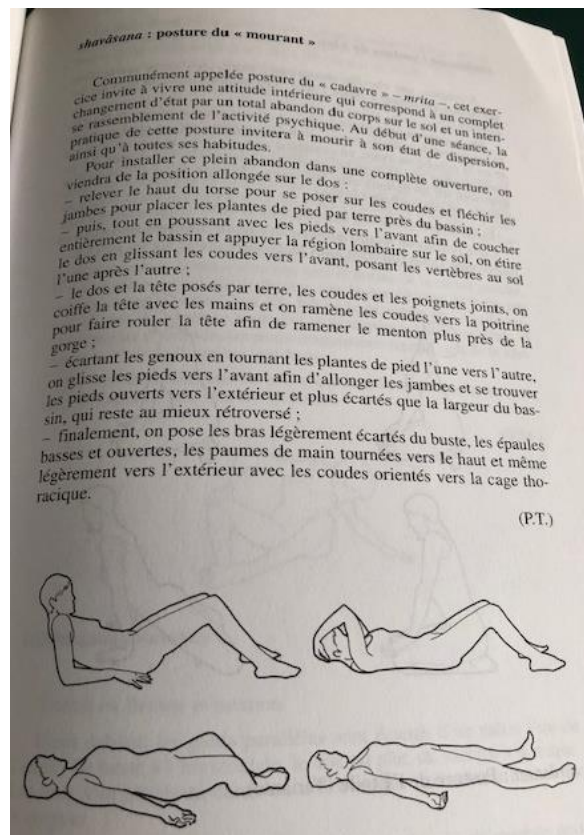 shavâsana : posture du « mourant »
Communément appelée posture du « cadavre » – mrita –, cet exer-
cice invite à vivre une attitude intérieure qui correspond à un complet
changement d'état par un total abandon du corps sur le sol et un inten-
se rassemblement de l'activité psychique. Au début d'une séance, la
pratique de cette posture invitera à mourir à son état de dispersion,
ainsi qu'à toutes ses habitudes.
Pour installer ce plein abandon dans une complète ouverture, on
viendra de la position allongée sur le dos :
– relever le haut du torse pour se poser sur les coudes et fléchir les
jambes pour placer les plantes de pied par terre près du bassin ;
– puis, tout en poussant avec les pieds vers l'avant afin de coucher
entièrement le bassin et appuyer la région lombaire sur le sol, on étire
le dos en glissant les coudes vers l'avant, posant les vertèbres au sol
l'une après l'autre ;
– le dos et la tête posés par terre, les coudes et les poignets joints, on
coiffe la tête avec les mains et on ramène les coudes vers la poitrine
pour faire rouler la tête afin de ramener le menton plus près de la
gorge ;
– écartant les genoux en tournant les plantes de pied l'une vers l'autre,
on glisse les pieds vers l'avant afin d'allonger les jambes et se trouver
les pieds ouverts vers l'extérieur et plus écartés que la largeur du bas-
sin, qui reste au mieux rétroversé ;
– finalement, on pose les bras légèrement écartés du buste, les épaules
basses et ouvertes, les paumes de main tournées vers le haut et même
légèrement vers l'extérieur avec les coudes orientés vers la cage tho-
racique.
(P.T.)